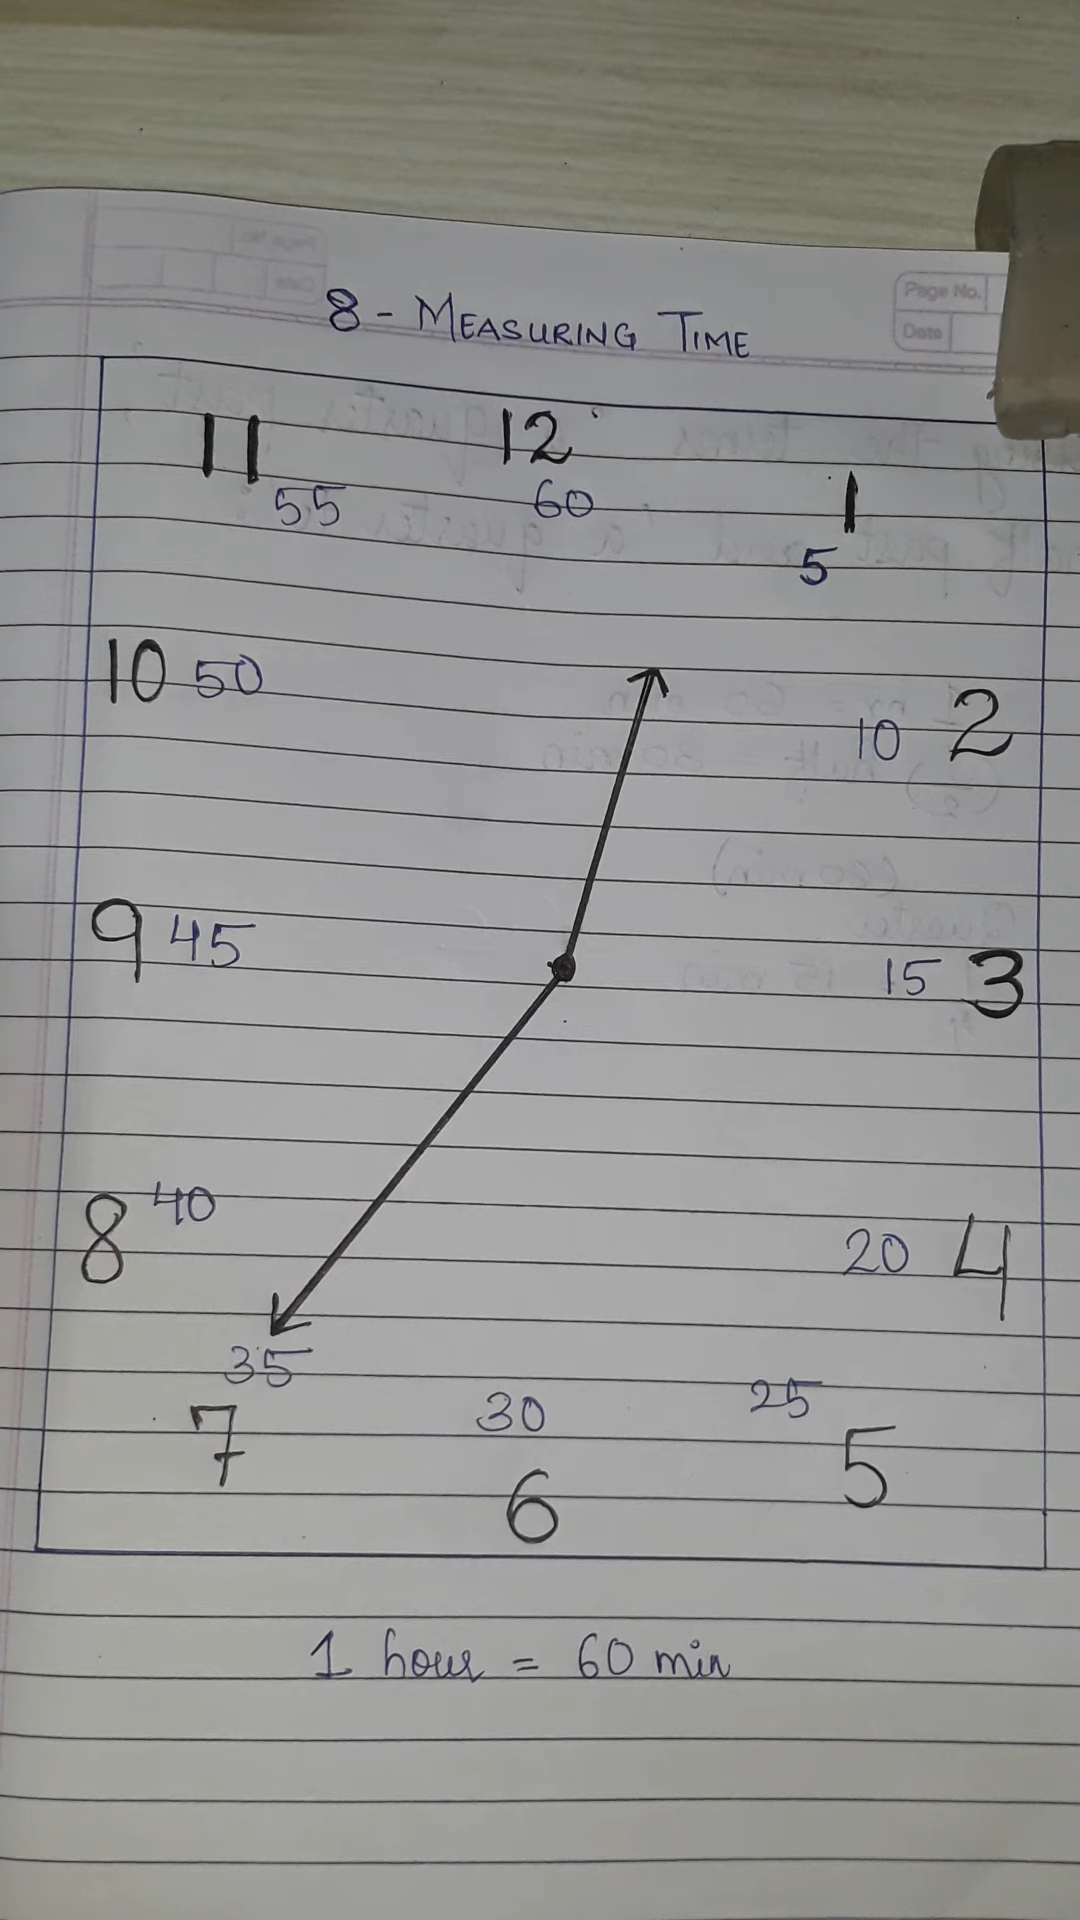 Page No.
Date
8 - MEASURING TIME
11 12 1
55 60 5
10 50 10 2
9 45 15 3
8 40 20 4
35 30 25
7 6 5
1 hour = 60 min